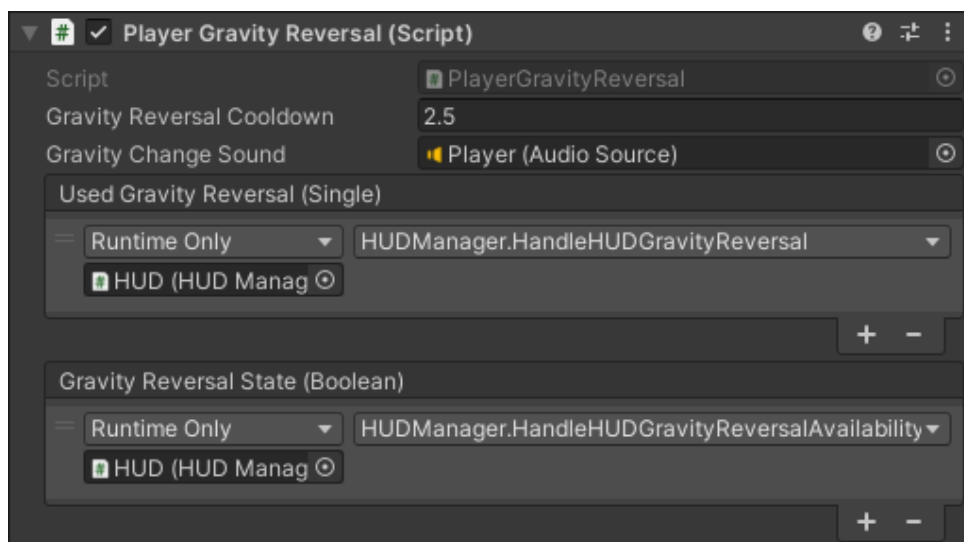 Player Gravity Reversal (Script)
Script PlayerGravityReversal
Gravity Reversal Cooldown 2.5
Gravity Change Sound Player (Audio Source)
Used Gravity Reversal (Single)
Runtime Only HUDManager.HandleHUDGravityReversal
HUD (HUD Manag
+ -
Gravity Reversal State (Boolean)
Runtime Only HUDManager.HandleHUDGravityReversalAvailability
HUD (HUD Manag
+ -